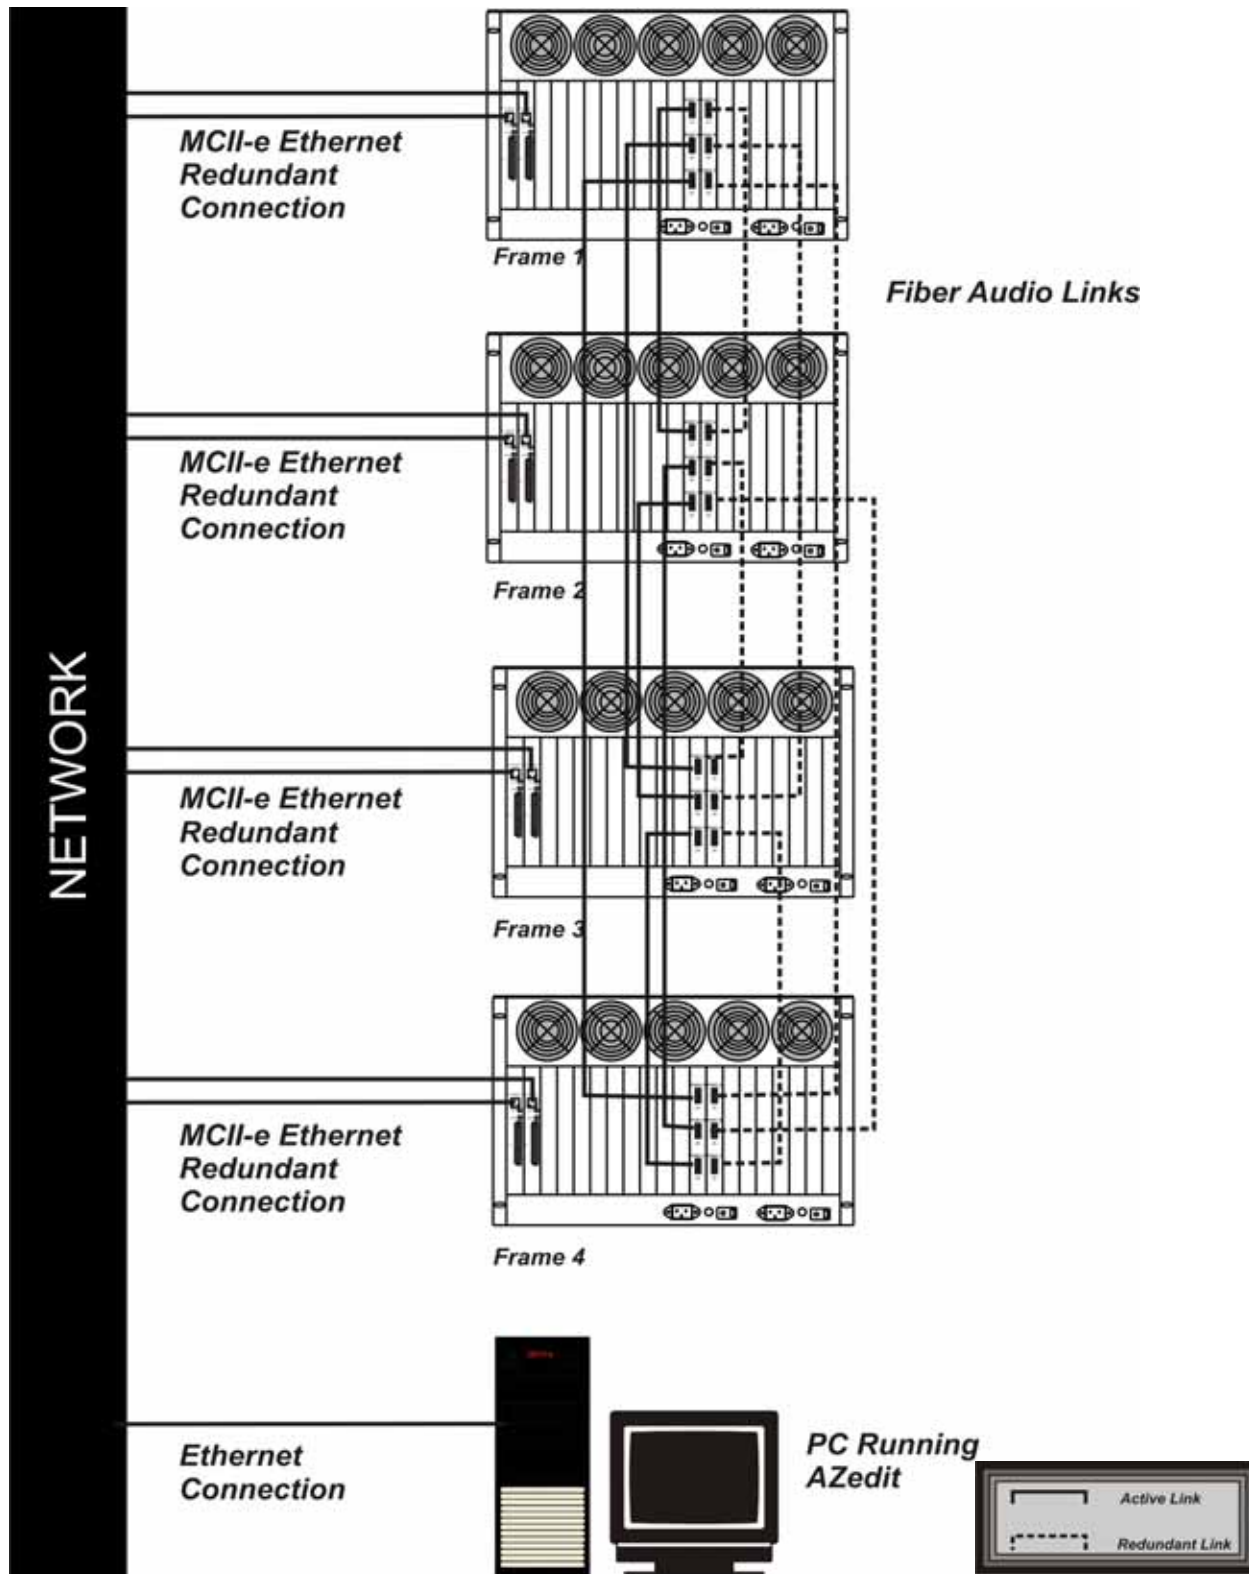 MCII-e Ethernet
Redundant
Connection
Frame 1
Fiber Audio Links
MCII-e Ethernet
Redundant
Connection
Frame 2
NETWORK
MCII-e Ethernet
Redundant
Connection
Frame 3
MCII-e Ethernet
Redundant
Connection
Frame 4
Ethernet
Connection
PC Running
AZedit
Active Link
Redundant Link